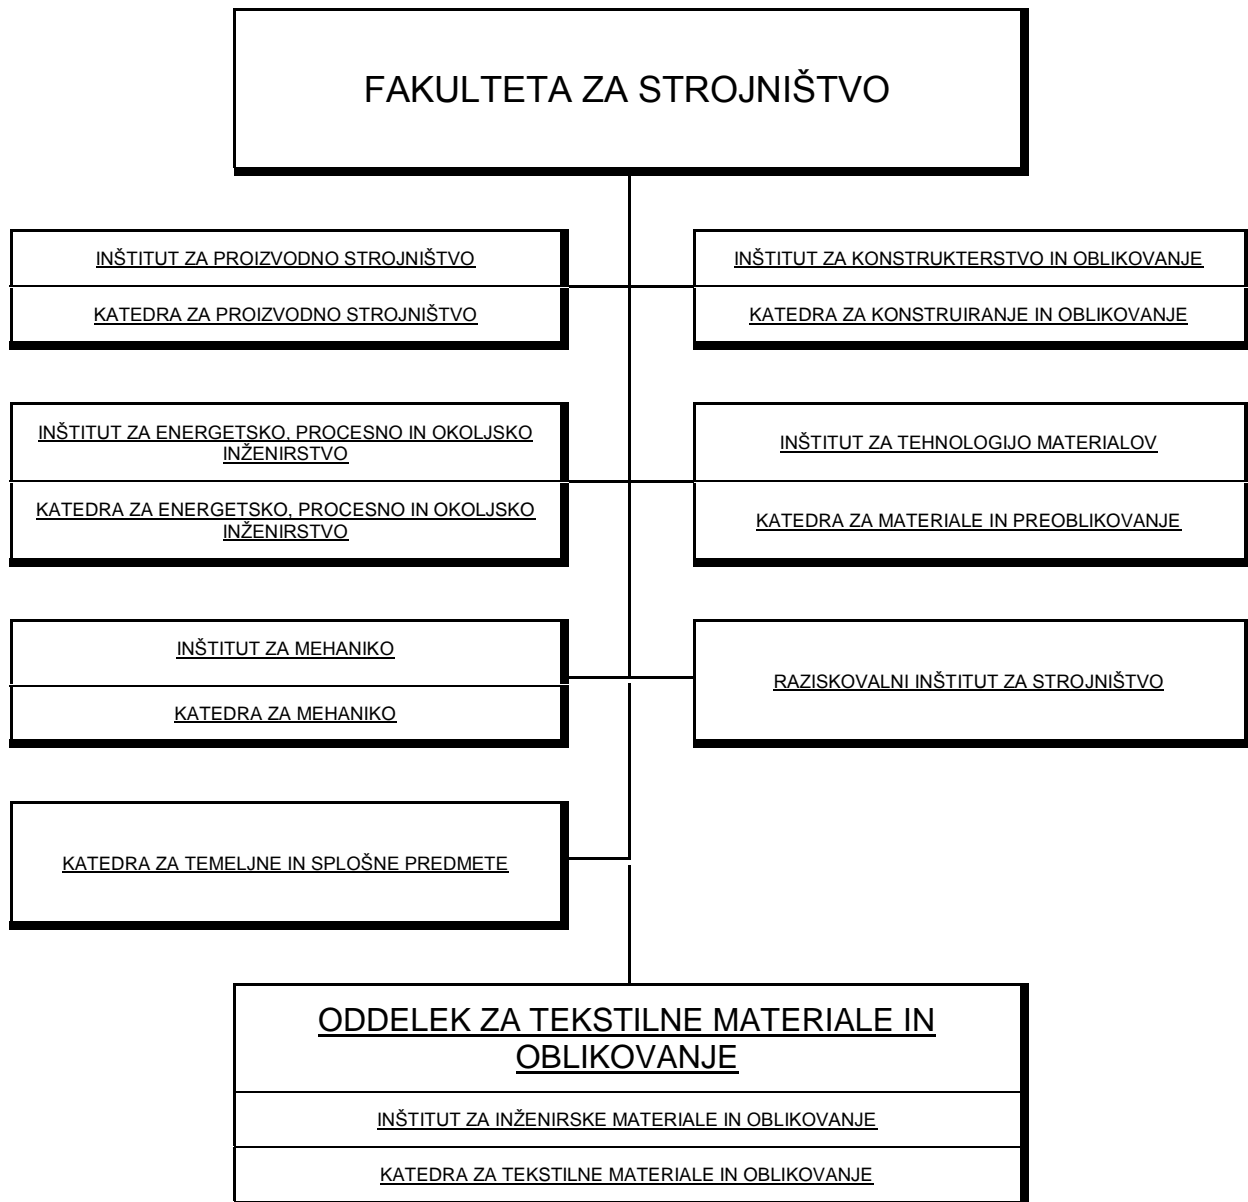 FAKULTETA ZA STROJNIŠTVO
INŠTITUT ZA PROIZVODNO STROJNIŠTVO
KATEDRA ZA PROIZVODNO STROJNIŠTVO
INŠTITUT ZA KONSTRUKTERSTVO IN OBLIKOVANJE
KATEDRA ZA KONSTRUIRANJE IN OBLIKOVANJE
INŠTITUT ZA ENERGETSKO, PROCESNO IN OKOLJSKO
INŽENIRSTVO
KATEDRA ZA ENERGETSKO, PROCESNO IN OKOLJSKO
INŽENIRSTVO
INŠTITUT ZA TEHNOLOGIJO MATERIALOV
KATEDRA ZA MATERIALE IN PREOBLIKOVANJE
INŠTITUT ZA MEHANIKO
KATEDRA ZA MEHANIKO
RAZISKOVALNI INŠTITUT ZA STROJNIŠTVO
KATEDRA ZA TEMELJNE IN SPLOŠNE PREDMETE
ODDELEK ZA TEKSTILNE MATERIALE IN
OBLIKOVANJE
INŠTITUT ZA INŽENIRSKE MATERIALE IN OBLIKOVANJE
KATEDRA ZA TEKSTILNE MATERIALE IN OBLIKOVANJE